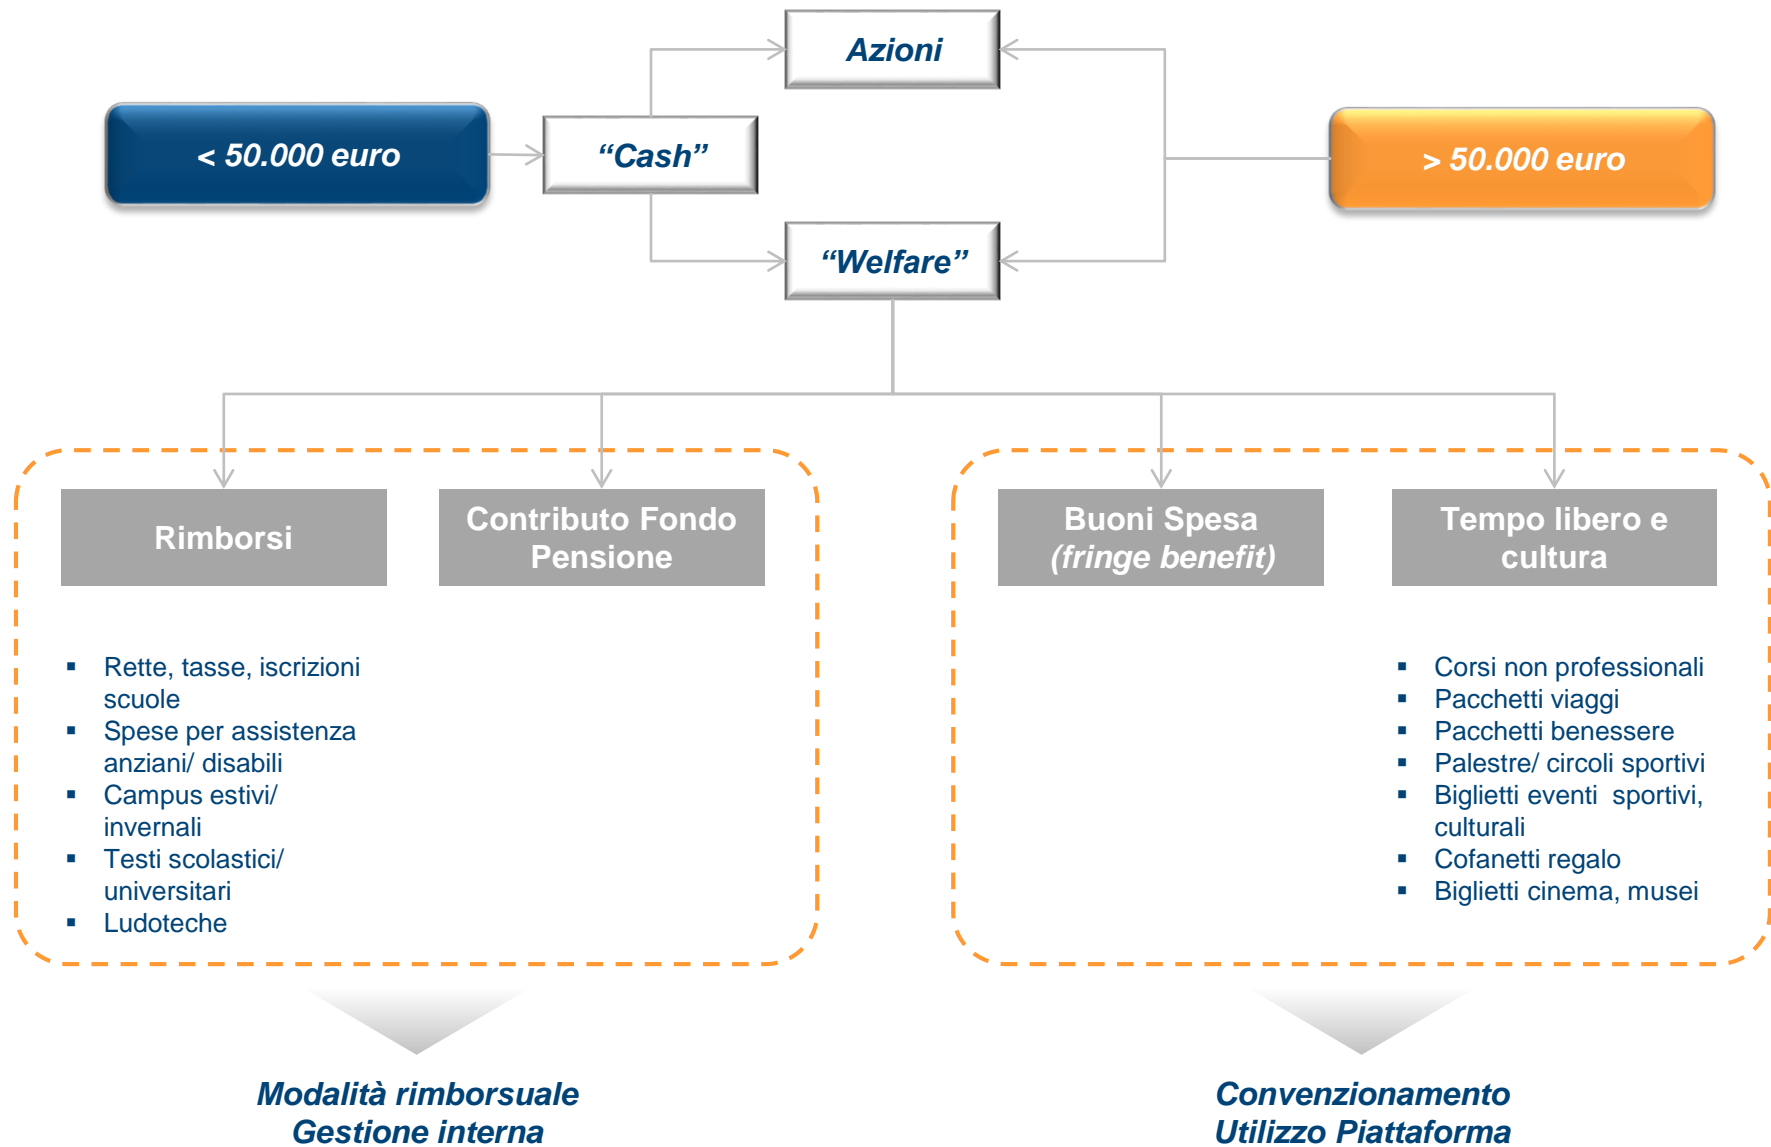 Azioni
< 50.000 euro
“Cash”
> 50.000 euro
“Welfare”
Rimborsi
Contributo Fondo
Pensione
Buoni Spesa
(fringe benefit)
Tempo libero e
cultura
▪ Rette, tasse, iscrizioni
scuole
▪ Spese per assistenza
anziani/ disabili
▪ Campus estivi/
invernali
▪ Testi scolastici/
universitari
▪ Ludoteche
▪ Corsi non professionali
▪ Pacchetti viaggi
▪ Pacchetti benessere
▪ Palestre/ circoli sportivi
▪ Biglietti eventi  sportivi,
culturali
▪ Cofanetti regalo
▪ Biglietti cinema, musei
Modalità rimborsuale
Gestione interna
Convenzionamento
Utilizzo Piattaforma